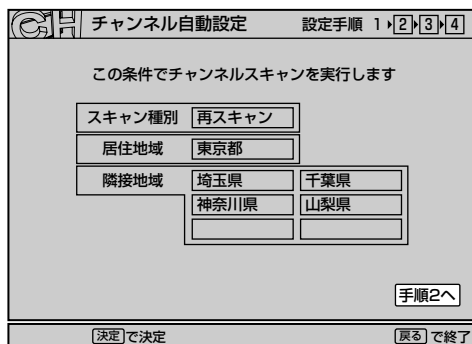 CH チャンネル自動設定 設定手順 1 2 3 4
この条件でチャンネルスキャンを実行します
スキャン種別 再スキャン
居住地域 東京都
隣接地域 埼玉県 千葉県
神奈川県 山梨県
手順2へ
決定で決定 戻るで終了